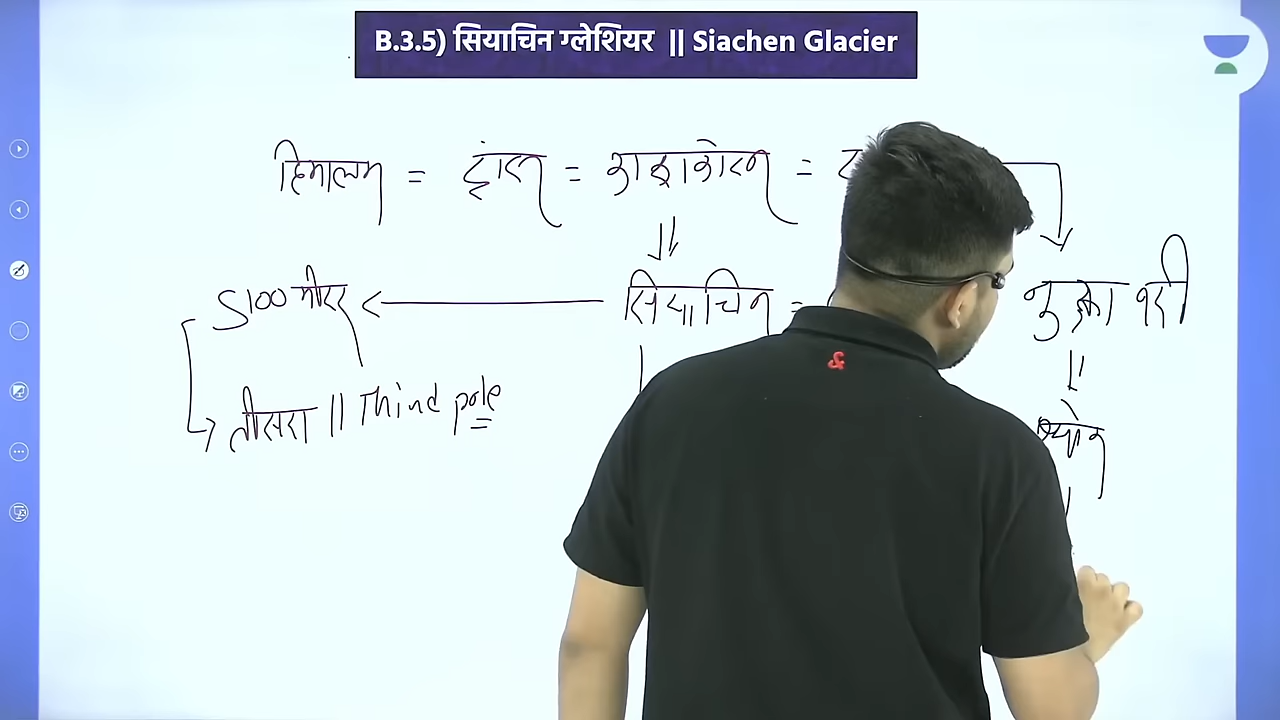 B.3.5) सियाचिन ग्लेशियर || Siachen Glacier
हिमालय = ट्रांस = काराकोरम =
5100 मीटर सियाचिन = नुब्रा नदी
तीसरा || Third pole श्योक